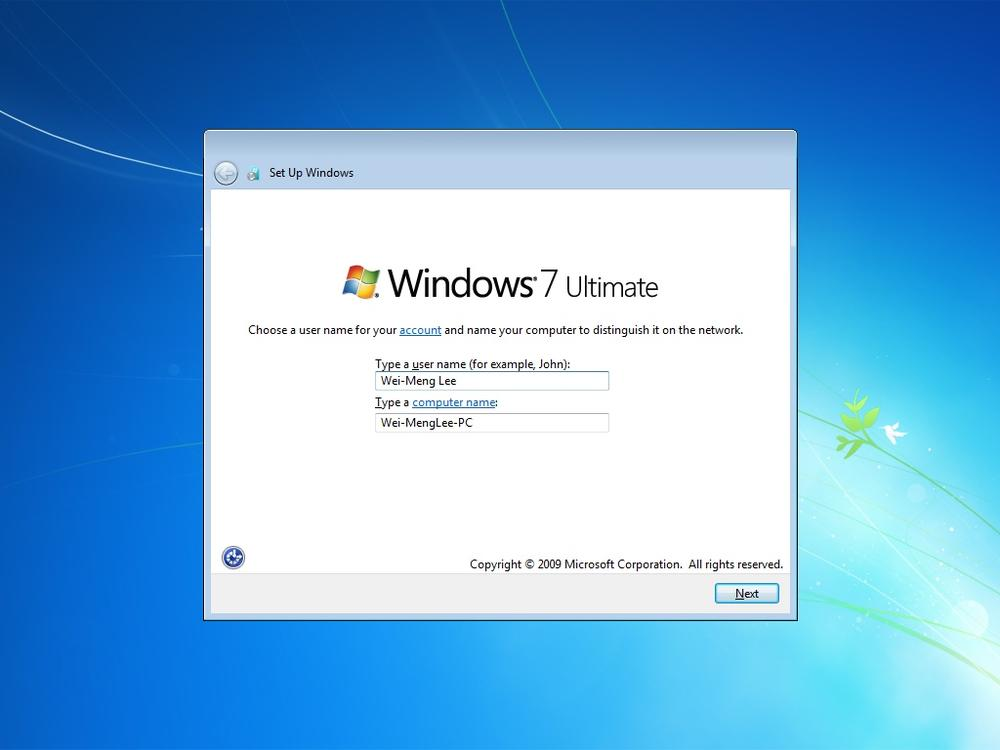 Set Up Windows
Windows 7 Ultimate
Choose a user name for your account and name your computer to distinguish it on the network.
Type a user name (for example, John):
Wei-Meng Lee
Type a computer name:
Wei-MengLee-PC
Copyright © 2009 Microsoft Corporation. All rights reserved.
Next